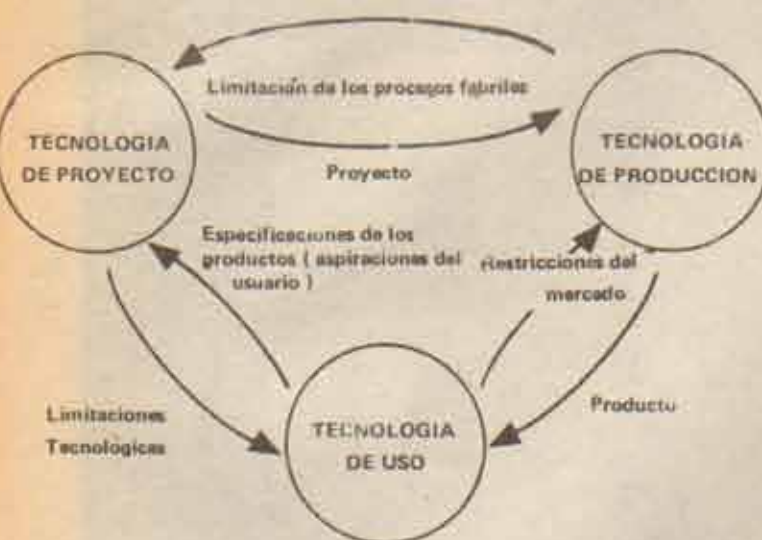 Limitación de los procesos fabriles
TECNOLOGIA
DE PROYECTO
TECNOLOGIA
DE PRODUCCION
Proyecto
Especificaciones de los
productos ( aspiraciones del
usuario )
restricciones del
mercado
Limitaciones
Tecnológicas
Producto
TECNOLOGIA
DE USO